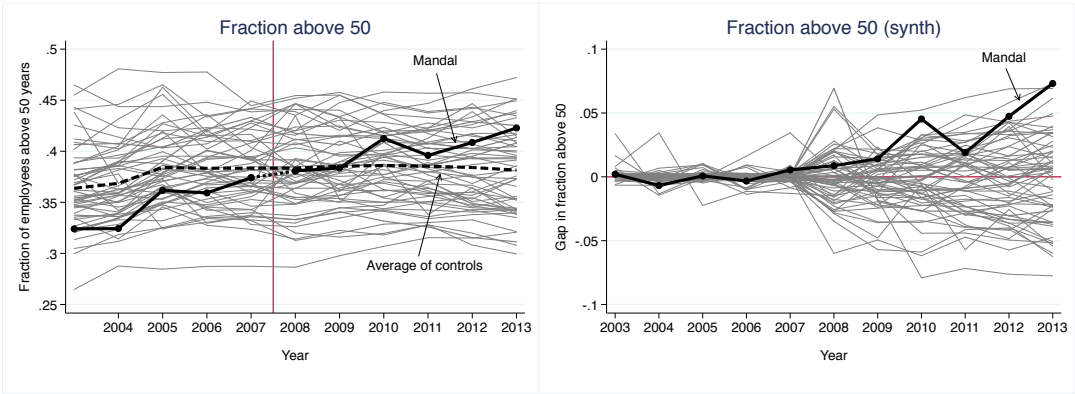 Fraction above 50
Fraction of employees above 50 years
.5
.45
.4
.35
.3
.25
Mandal
Average of controls
2004 2005 2006 2007 2008 2009 2010 2011 2012 2013
Year
Fraction above 50 (synth)
Gap in fraction above 50
.1
.05
0
-.05
-.1
Mandal
2003 2004 2005 2006 2007 2008 2009 2010 2011 2012 2013
Year